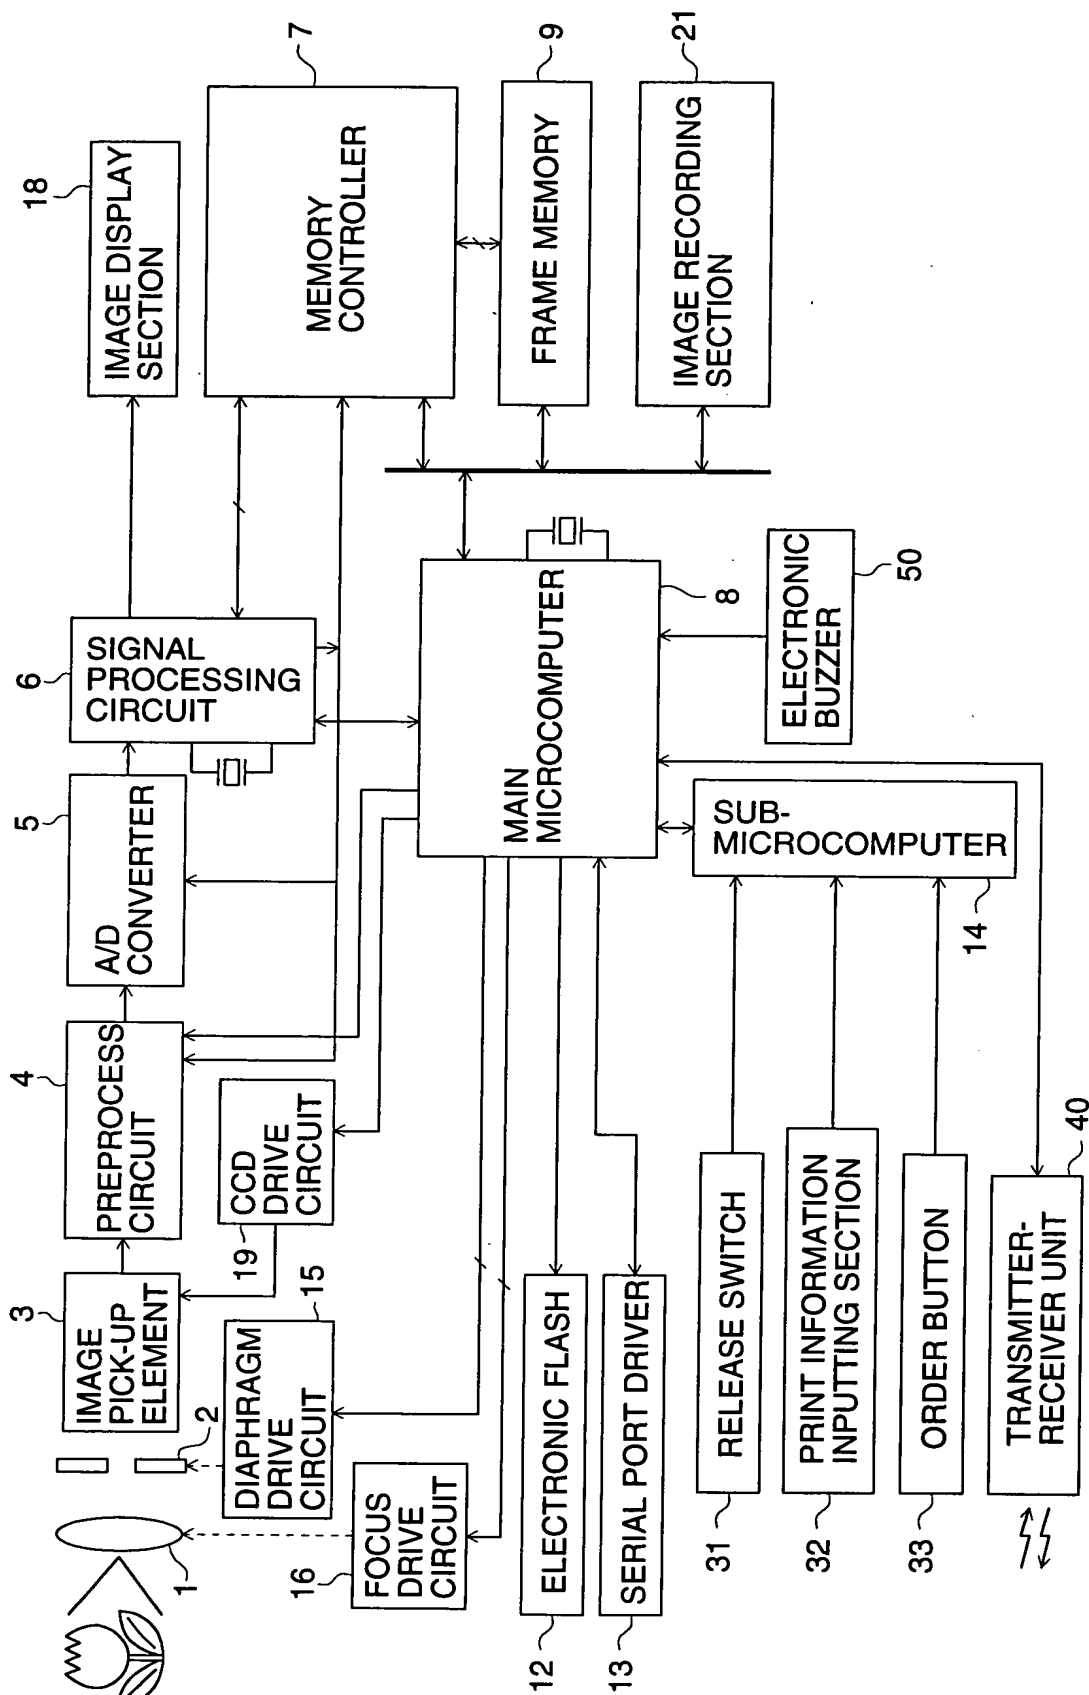 1
2
3
IMAGE
PICK-UP
ELEMENT
4
PREPROCESS
CIRCUIT
5
A/D
CONVERTER
6
SIGNAL
PROCESSING
CIRCUIT
18
IMAGE DISPLAY
SECTION
7
MEMORY
CONTROLLER
9
FRAME MEMORY
21
IMAGE RECORDING
SECTION
19
CCD
DRIVE
CIRCUIT
15
DIAPHRAGM
DRIVE
CIRCUIT
16
FOCUS
DRIVE
CIRCUIT
MAIN
MICROCOMPUTER
8
12
ELECTRONIC FLASH
13
SERIAL PORT DRIVER
SUB-
MICROCOMPUTER
14
ELECTRONIC
BUZZER
50
31
RELEASE SWITCH
32
PRINT INFORMATION
INPUTTING SECTION
33
ORDER BUTTON
TRANSMITTER-
RECEIVER UNIT
40